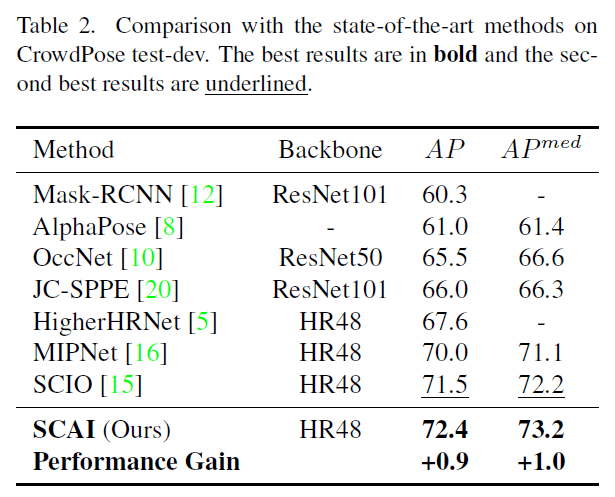 Table 2. Comparison with the state-of-the-art methods on
CrowdPose test-dev. The best results are in bold and the sec-
ond best results are underlined.
Method Backbone AP AP^med
Mask-RCNN [12] ResNet101 60.3 -
AlphaPose [8] - 61.0 61.4
OccNet [10] ResNet50 65.5 66.6
JC-SPPE [20] ResNet101 66.0 66.3
HigherHRNet [5] HR48 67.6 -
MIPNet [16] HR48 70.0 71.1
SCIO [15] HR48 71.5 72.2
SCAI (Ours) HR48 72.4 73.2
Performance Gain +0.9 +1.0